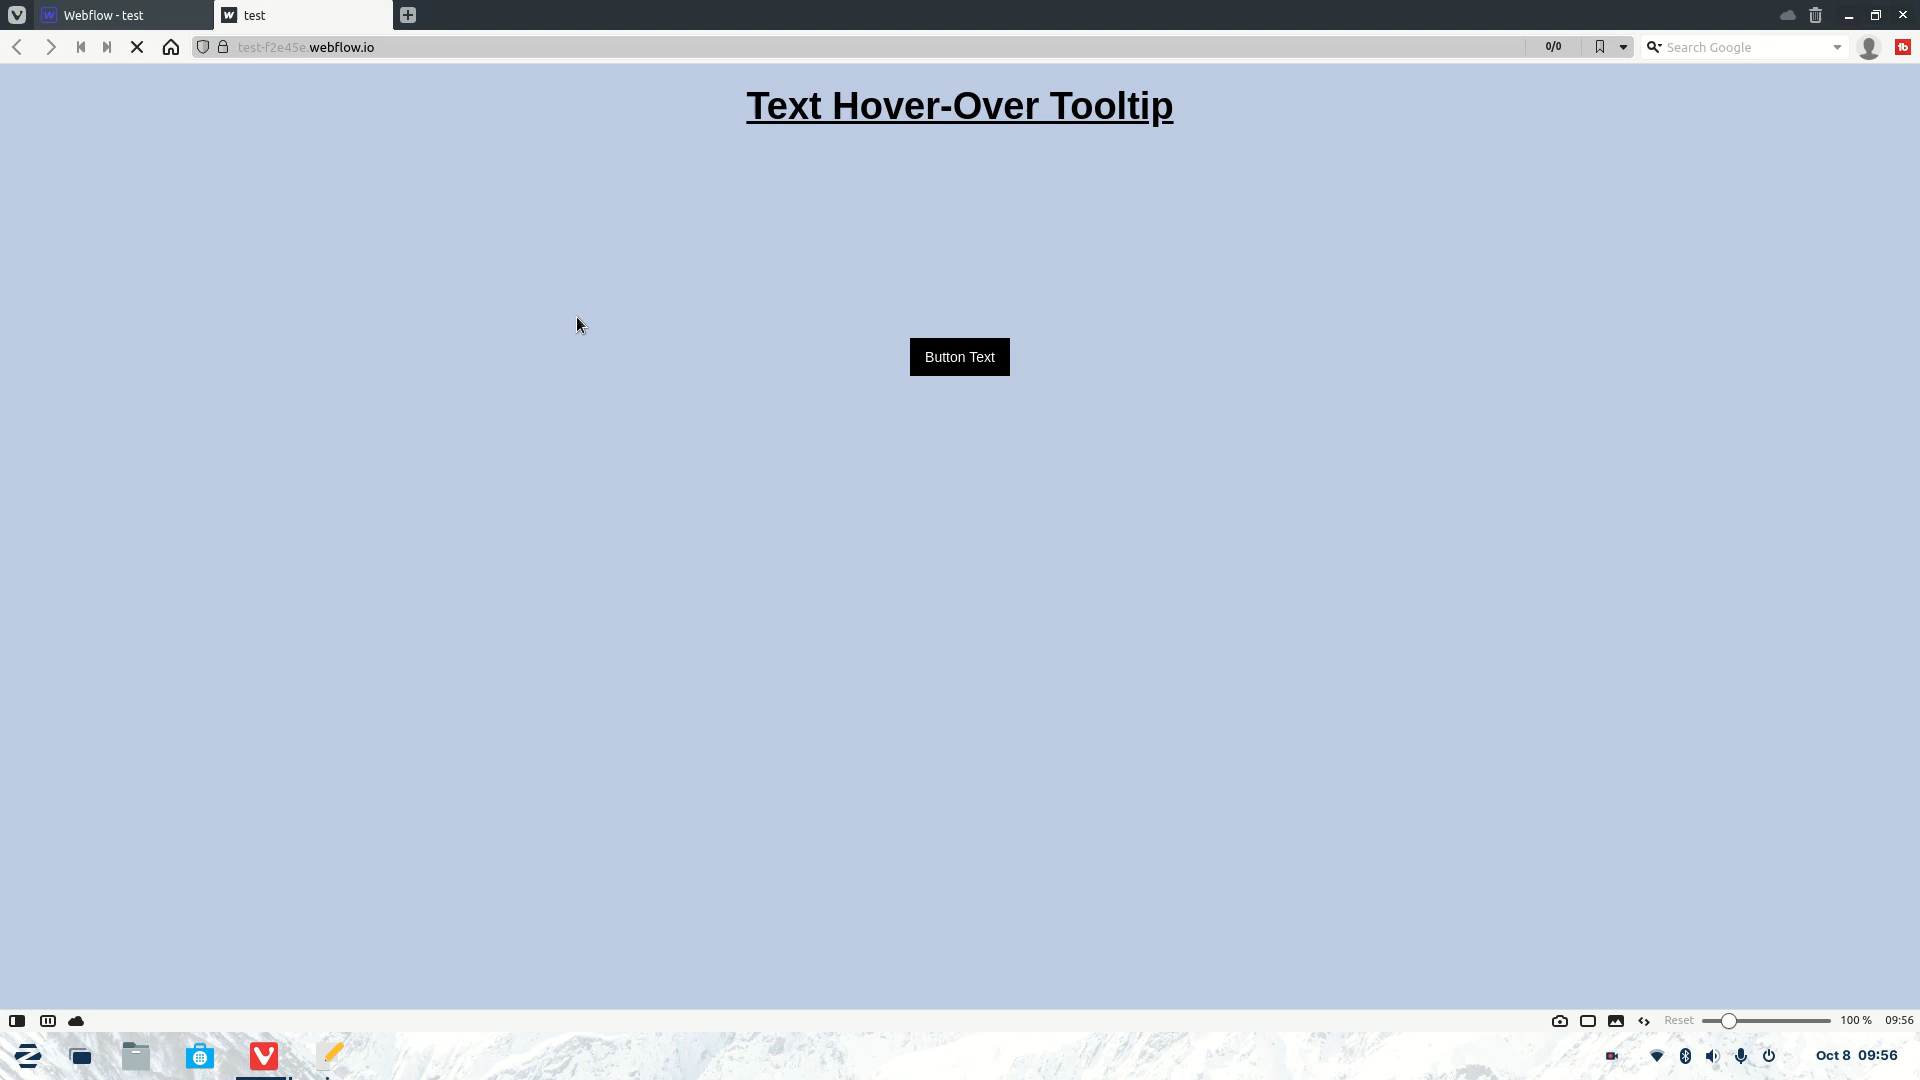 Webflow - test
test
test-f2e45e.webflow.io
0/0
Search Google
Text Hover-Over Tooltip
Button Text
Reset
100 %
09:56
Oct 8 09:56